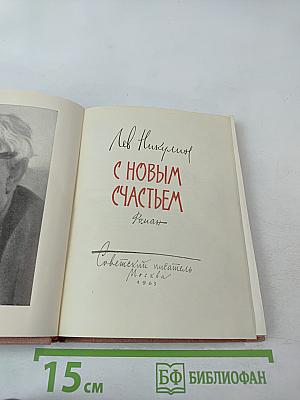 Лев Никулин
С НОВЫМ
СЧАСТЬЕМ
Роман
Советский писатель
Москва
1963
15 см
БФ БИБЛИОФАН